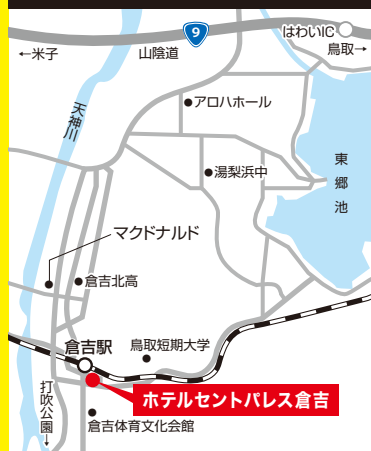 9
はわいIC
←米子
山陰道
鳥取→
アロハホール
天神川
東郷池
湯梨浜中
マクドナルド
倉吉北高
倉吉駅
鳥取短期大学
ホテルセントパレス倉吉
打吹公園→
倉吉体育文化会館